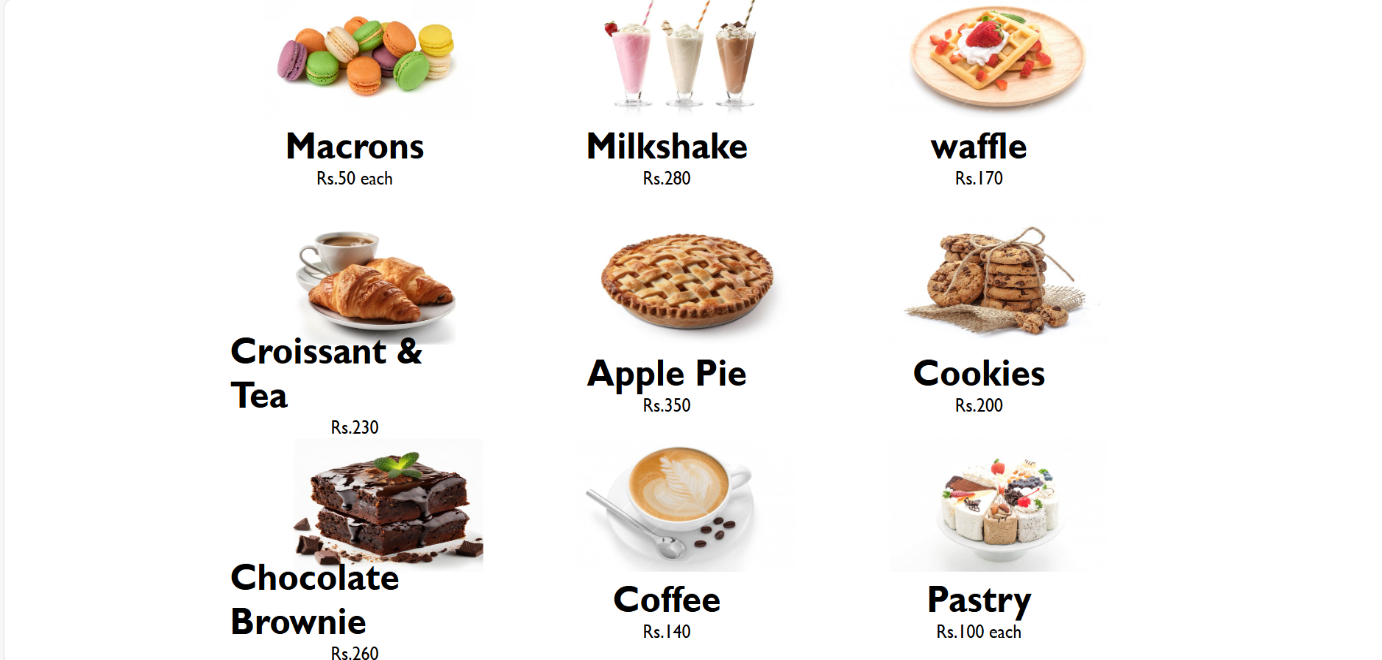 Macrons
Rs.50 each
Milkshake
Rs.280
waffle
Rs.170
Croissant &
Tea
Rs.230
Apple Pie
Rs.350
Cookies
Rs.200
Chocolate
Brownie
Rs.260
Coffee
Rs.140
Pastry
Rs.100 each